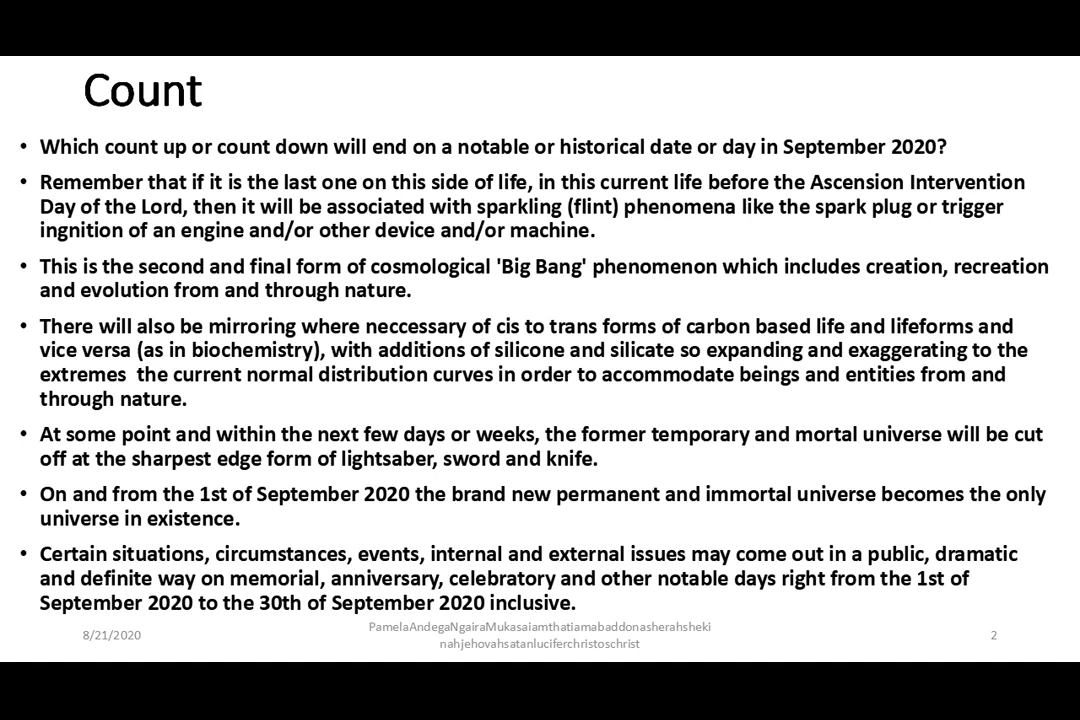 Count
• Which count up or count down will end on a notable or historical date or day in September 2020?
• Remember that if it is the last one on this side of life, in this current life before the Ascension Intervention
Day of the Lord, then it will be associated with sparkling (flint) phenomena like the spark plug or trigger
ingnition of an engine and/or other device and/or machine.
• This is the second and final form of cosmological 'Big Bang' phenomenon which includes creation, recreation
and evolution from and through nature.
• There will also be mirroring where neccessary of cis to trans forms of carbon based life and lifeforms and
vice versa (as in biochemistry), with additions of silicone and silicate so expanding and exaggerating to the
extremes  the current normal distribution curves in order to accommodate beings and entities from and
through nature.
• At some point and within the next few days or weeks, the former temporary and mortal universe will be cut
off at the sharpest edge form of lightsaber, sword and knife.
• On and from the 1st of September 2020 the brand new permanent and immortal universe becomes the only
universe in existence.
• Certain situations, circumstances, events, internal and external issues may come out in a public, dramatic
and definite way on memorial, anniversary, celebratory and other notable days right from the 1st of
September 2020 to the 30th of September 2020 inclusive.
8/21/2020
PamelaAndegaNgairaMukasaiamthatiamabaddonasherahsheki
nahjehovahsatanluciferchristoschrist
2